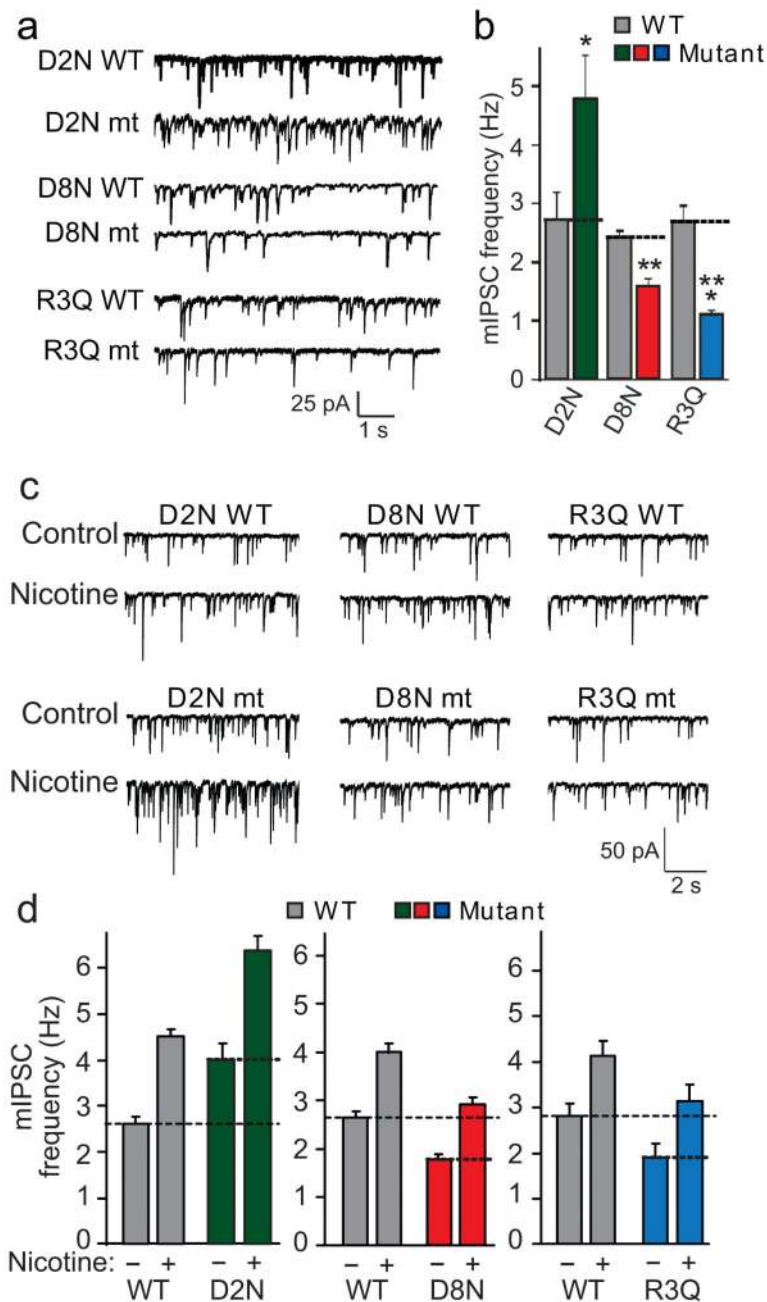 a
D2N WT
D2N mt
D8N WT
D8N mt
R3Q WT
R3Q mt
25 pA
1 s
b
WT
Mutant
mIPSC frequency (Hz)
5
4
3
2
1
0
*
**
**
*
D2N
D8N
R3Q
c
D2N WT
D8N WT
R3Q WT
Control
Nicotine
D2N mt
D8N mt
R3Q mt
Control
Nicotine
50 pA
2 s
d
WT
Mutant
mIPSC
frequency (Hz)
6
5
4
3
2
1
0
6
5
4
3
2
1
0
6
5
4
3
2
1
0
Nicotine: − + − + − + − + − + − +
WT D2N WT D8N WT R3Q